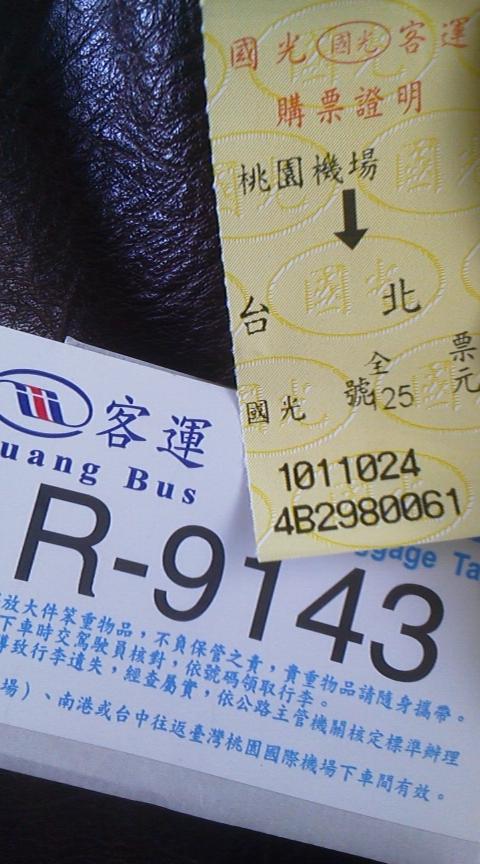 國光 國光 客運
購票證明
桃園機場
台北
全票
國光號125元
1011024
4B2980061
客運
uang Bus
ggage Ta
R-9143
放大件笨重物品，不負保管之責，貴重物品請隨身攜帶。
下車時交駕駛員核對，依號碼領取行李。
導致行李遺失，經查屬實，依公路主管機關核定標準辦理
場）、南港或台中往返臺灣桃園國際機場下車間有效。